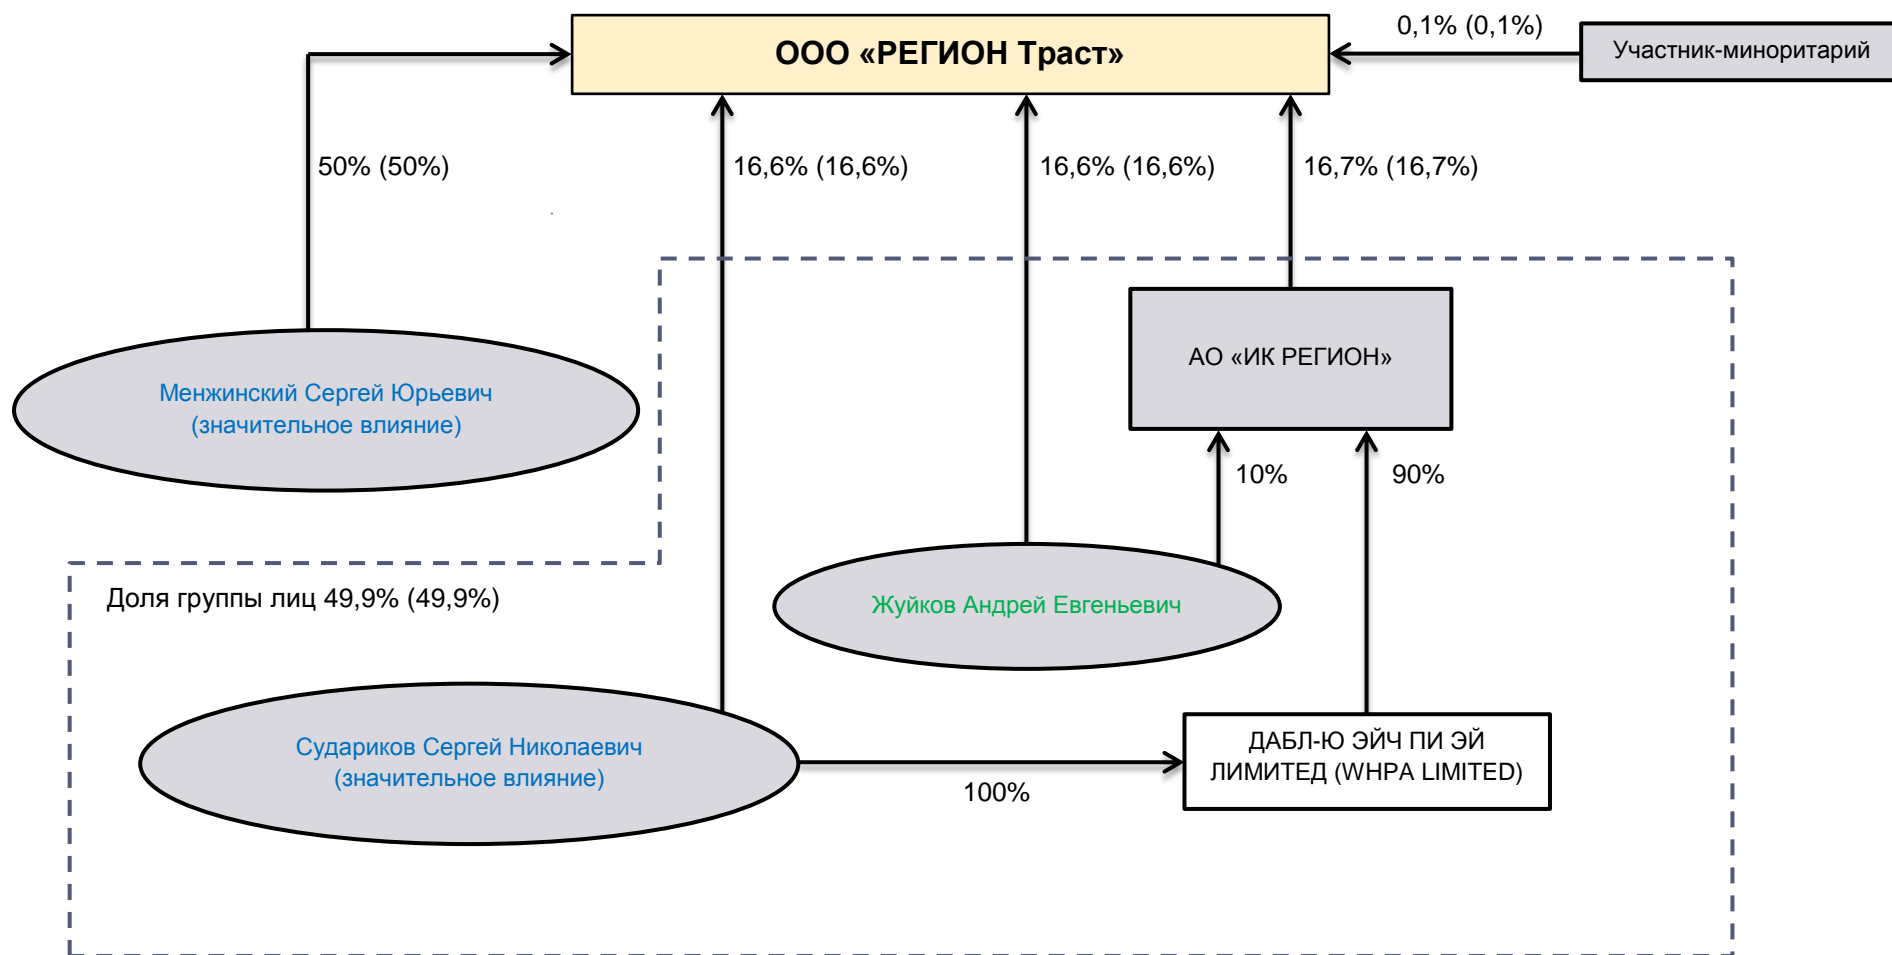 ООО «РЕГИОН Траст»
0,1% (0,1%)
Участник-миноритарий
50% (50%)
16,6% (16,6%)
16,6% (16,6%)
16,7% (16,7%)
АО «ИК РЕГИОН»
Менжинский Сергей Юрьевич
(значительное влияние)
10%
90%
Доля группы лиц 49,9% (49,9%)
Жуйков Андрей Евгеньевич
Судариков Сергей Николаевич
(значительное влияние)
100%
ДАБЛ-Ю ЭЙЧ ПИ ЭЙ
ЛИМИТЕД (WHPA LIMITED)